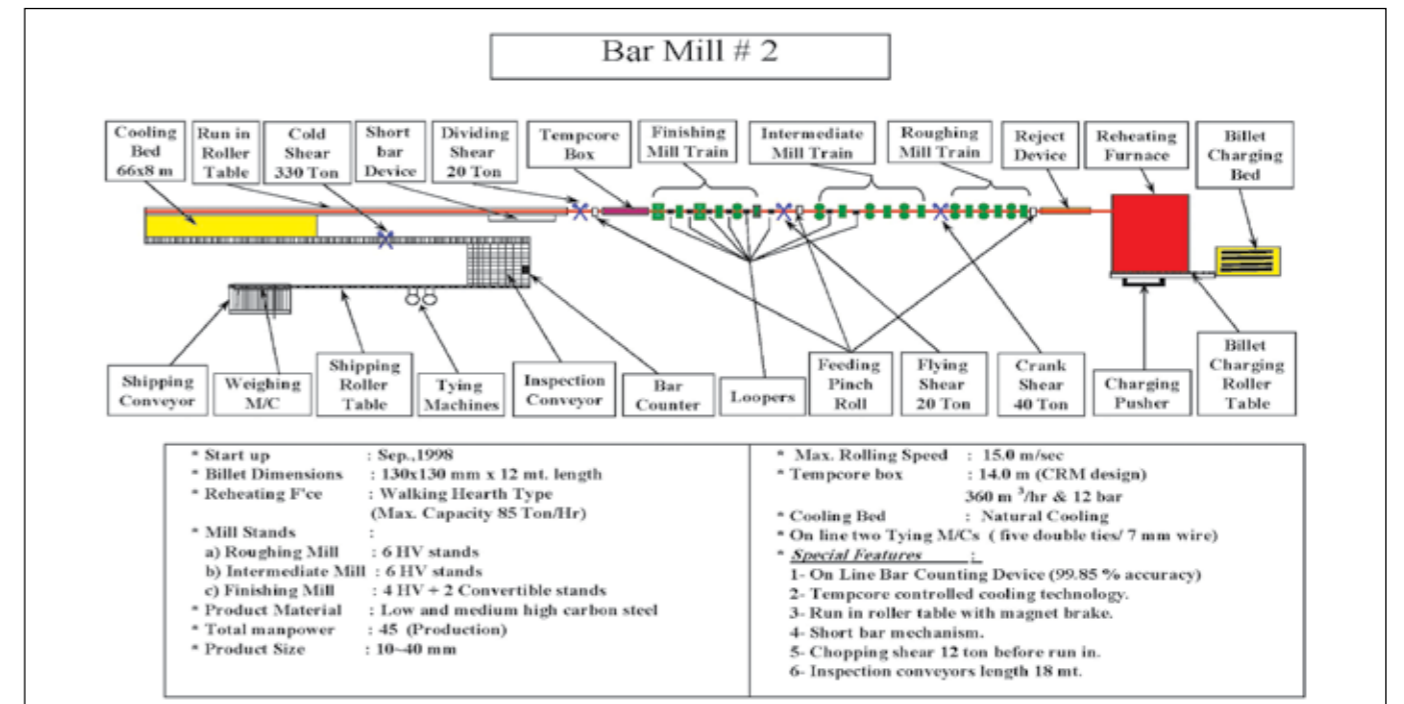 Bar Mill # 2
Cooling
Bed
66x8 m
Run in
Roller
Table
Cold
Shear
330 Ton
Short
bar
Device
Dividing
Shear
20 Ton
Tempcore
Box
Finishing
Mill Train
Intermediate
Mill Train
Roughing
Mill Train
Reject
Device
Reheating
Furnace
Billet
Charging
Bed
Shipping
Conveyor
Weighing
M/C
Shipping
Roller
Table
Tying
Machines
Inspection
Conveyor
Bar
Counter
Loopers
Feeding
Pinch
Roll
Flying
Shear
20 Ton
Crank
Shear
40 Ton
Charging
Pusher
Billet
Charging
Roller
Table
* Start up : Sep.,1998
* Billet Dimensions : 130x130 mm x 12 mt. length
* Reheating F'ce : Walking Hearth Type
(Max. Capacity 85 Ton/Hr)
* Mill Stands :
a) Roughing Mill : 6 HV stands
b) Intermediate Mill : 6 HV stands
c) Finishing Mill : 4 HV + 2 Convertible stands
* Product Material : Low and medium high carbon steel
* Total manpower : 45 (Production)
* Product Size : 10~40 mm
* Max. Rolling Speed : 15.0 m/sec
* Tempcore box : 14.0 m (CRM design)
360 m ³/hr & 12 bar
* Cooling Bed : Natural Cooling
* On line two Tying M/Cs ( five double ties/ 7 mm wire)
* Special Features :
1- On Line Bar Counting Device (99.85 % accuracy)
2- Tempcore controlled cooling technology.
3- Run in roller table with magnet brake.
4- Short bar mechanism.
5- Chopping shear 12 ton before run in.
6- Inspection conveyors length 18 mt.